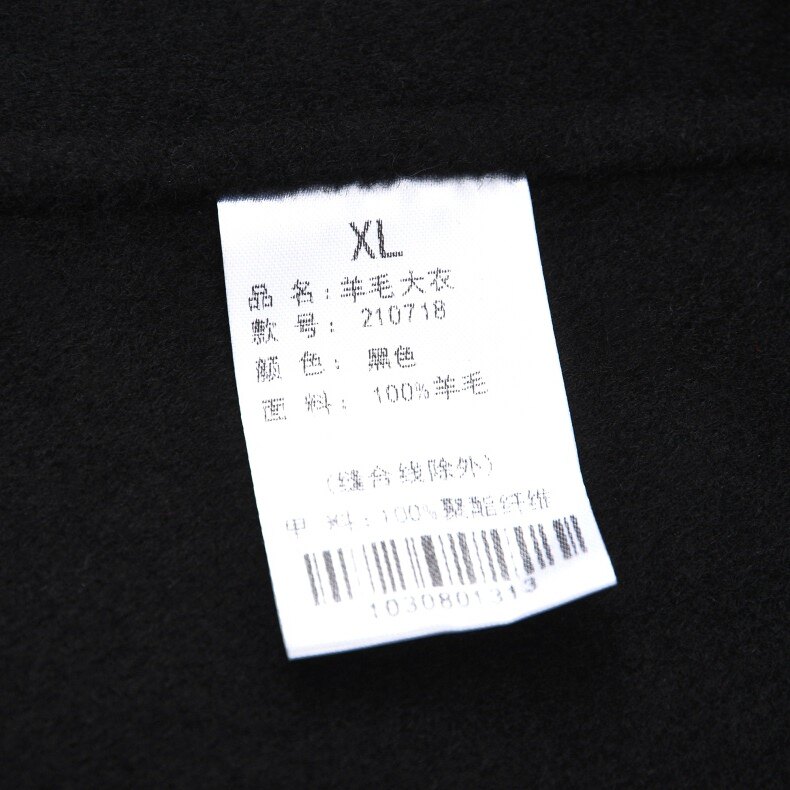 XL
品 名:羊毛大衣
款 号: 210718
颜 色: 黑色
面 料: 100%羊毛
(缝合线除外)
里 料:100%聚酯纤维
1030801313